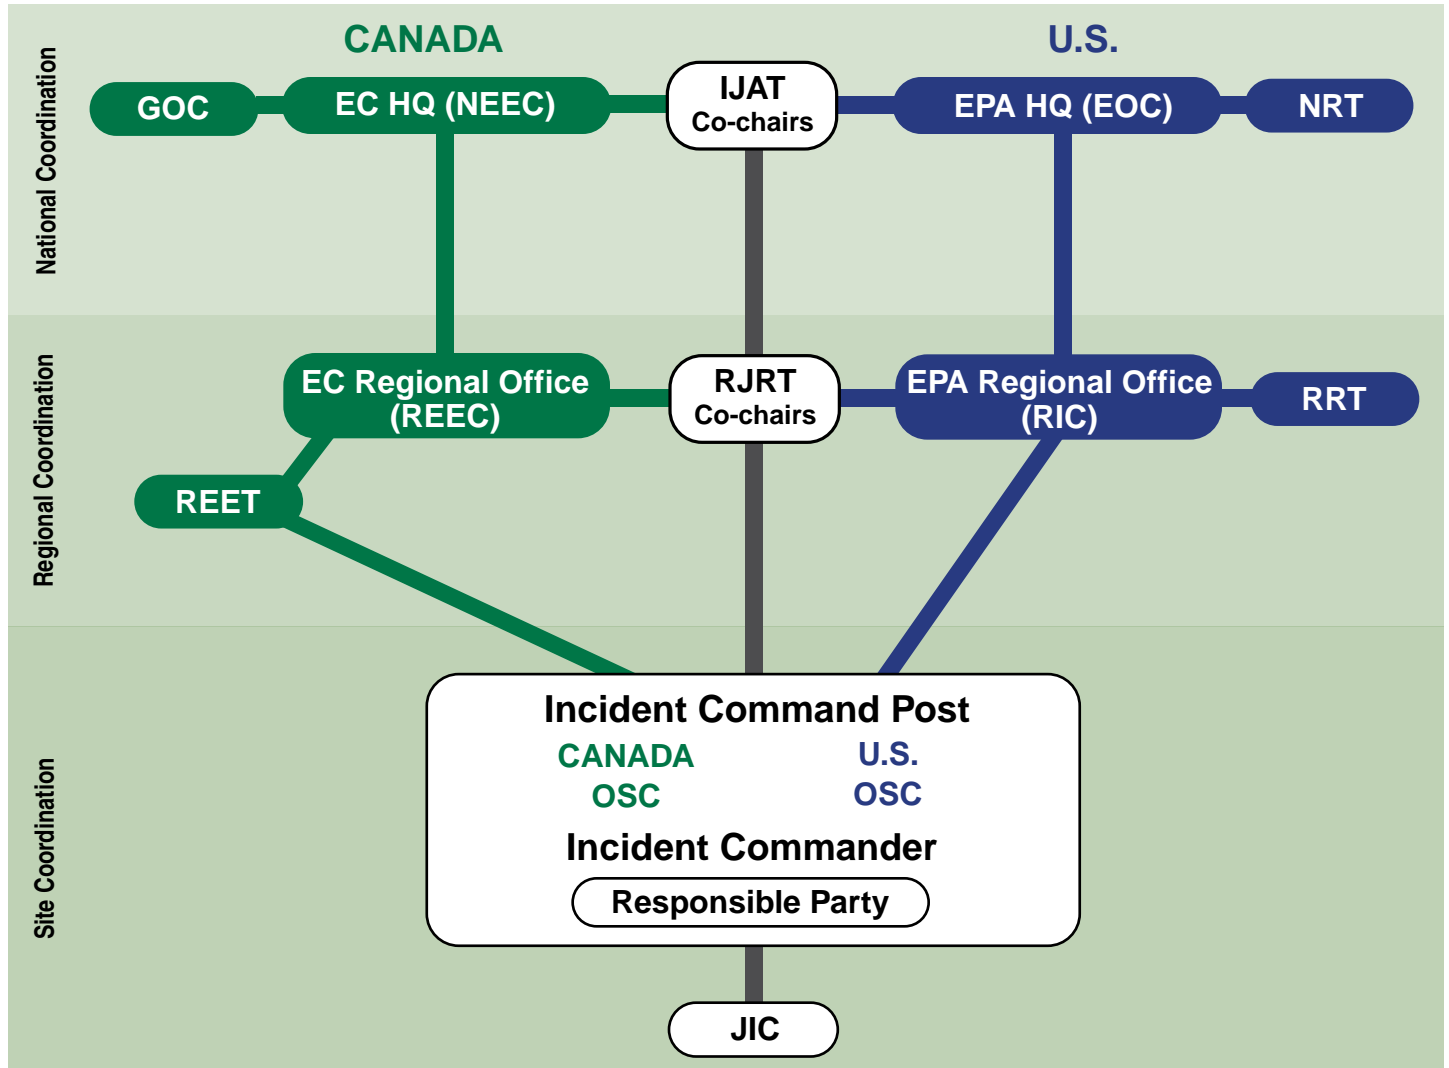 CANADA
U.S.
National Coordination
GOC
EC HQ (NEEC)
IJAT
Co-chairs
EPA HQ (EOC)
NRT
Regional Coordination
EC Regional Office
(REEC)
RJRT
Co-chairs
EPA Regional Office
(RIC)
RRT
REET
Site Coordination
Incident Command Post
CANADA
OSC
U.S.
OSC
Incident Commander
Responsible Party
JIC